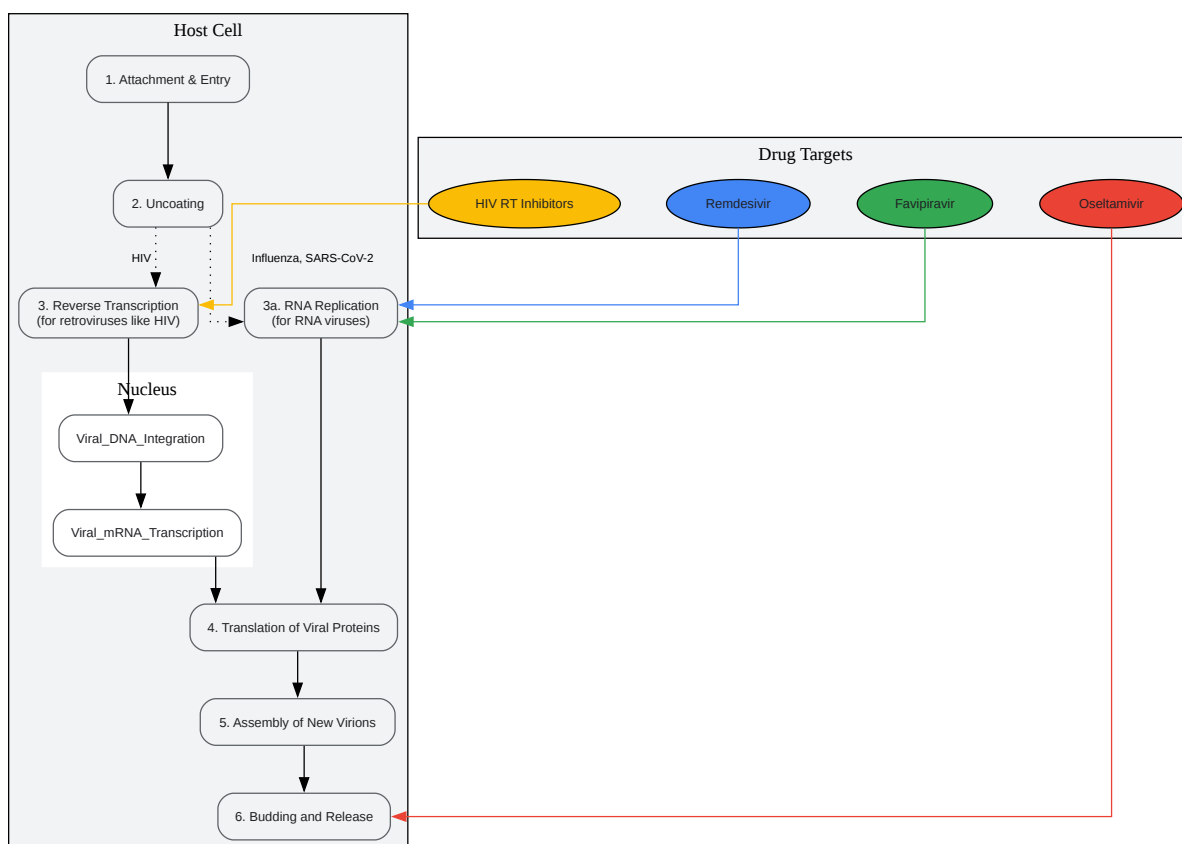 Host Cell
1. Attachment & Entry
Drug Targets
2. Uncoating
HIV RT Inhibitors
Remdesivir
Favipiravir
Oseltamivir
HIV
Influenza, SARS-CoV-2
3. Reverse Transcription
(for retroviruses like HIV)
3a. RNA Replication
(for RNA viruses)
Nucleus
Viral_DNA_Integration
Viral_mRNA_Transcription
4. Translation of Viral Proteins
5. Assembly of New Virions
6. Budding and Release